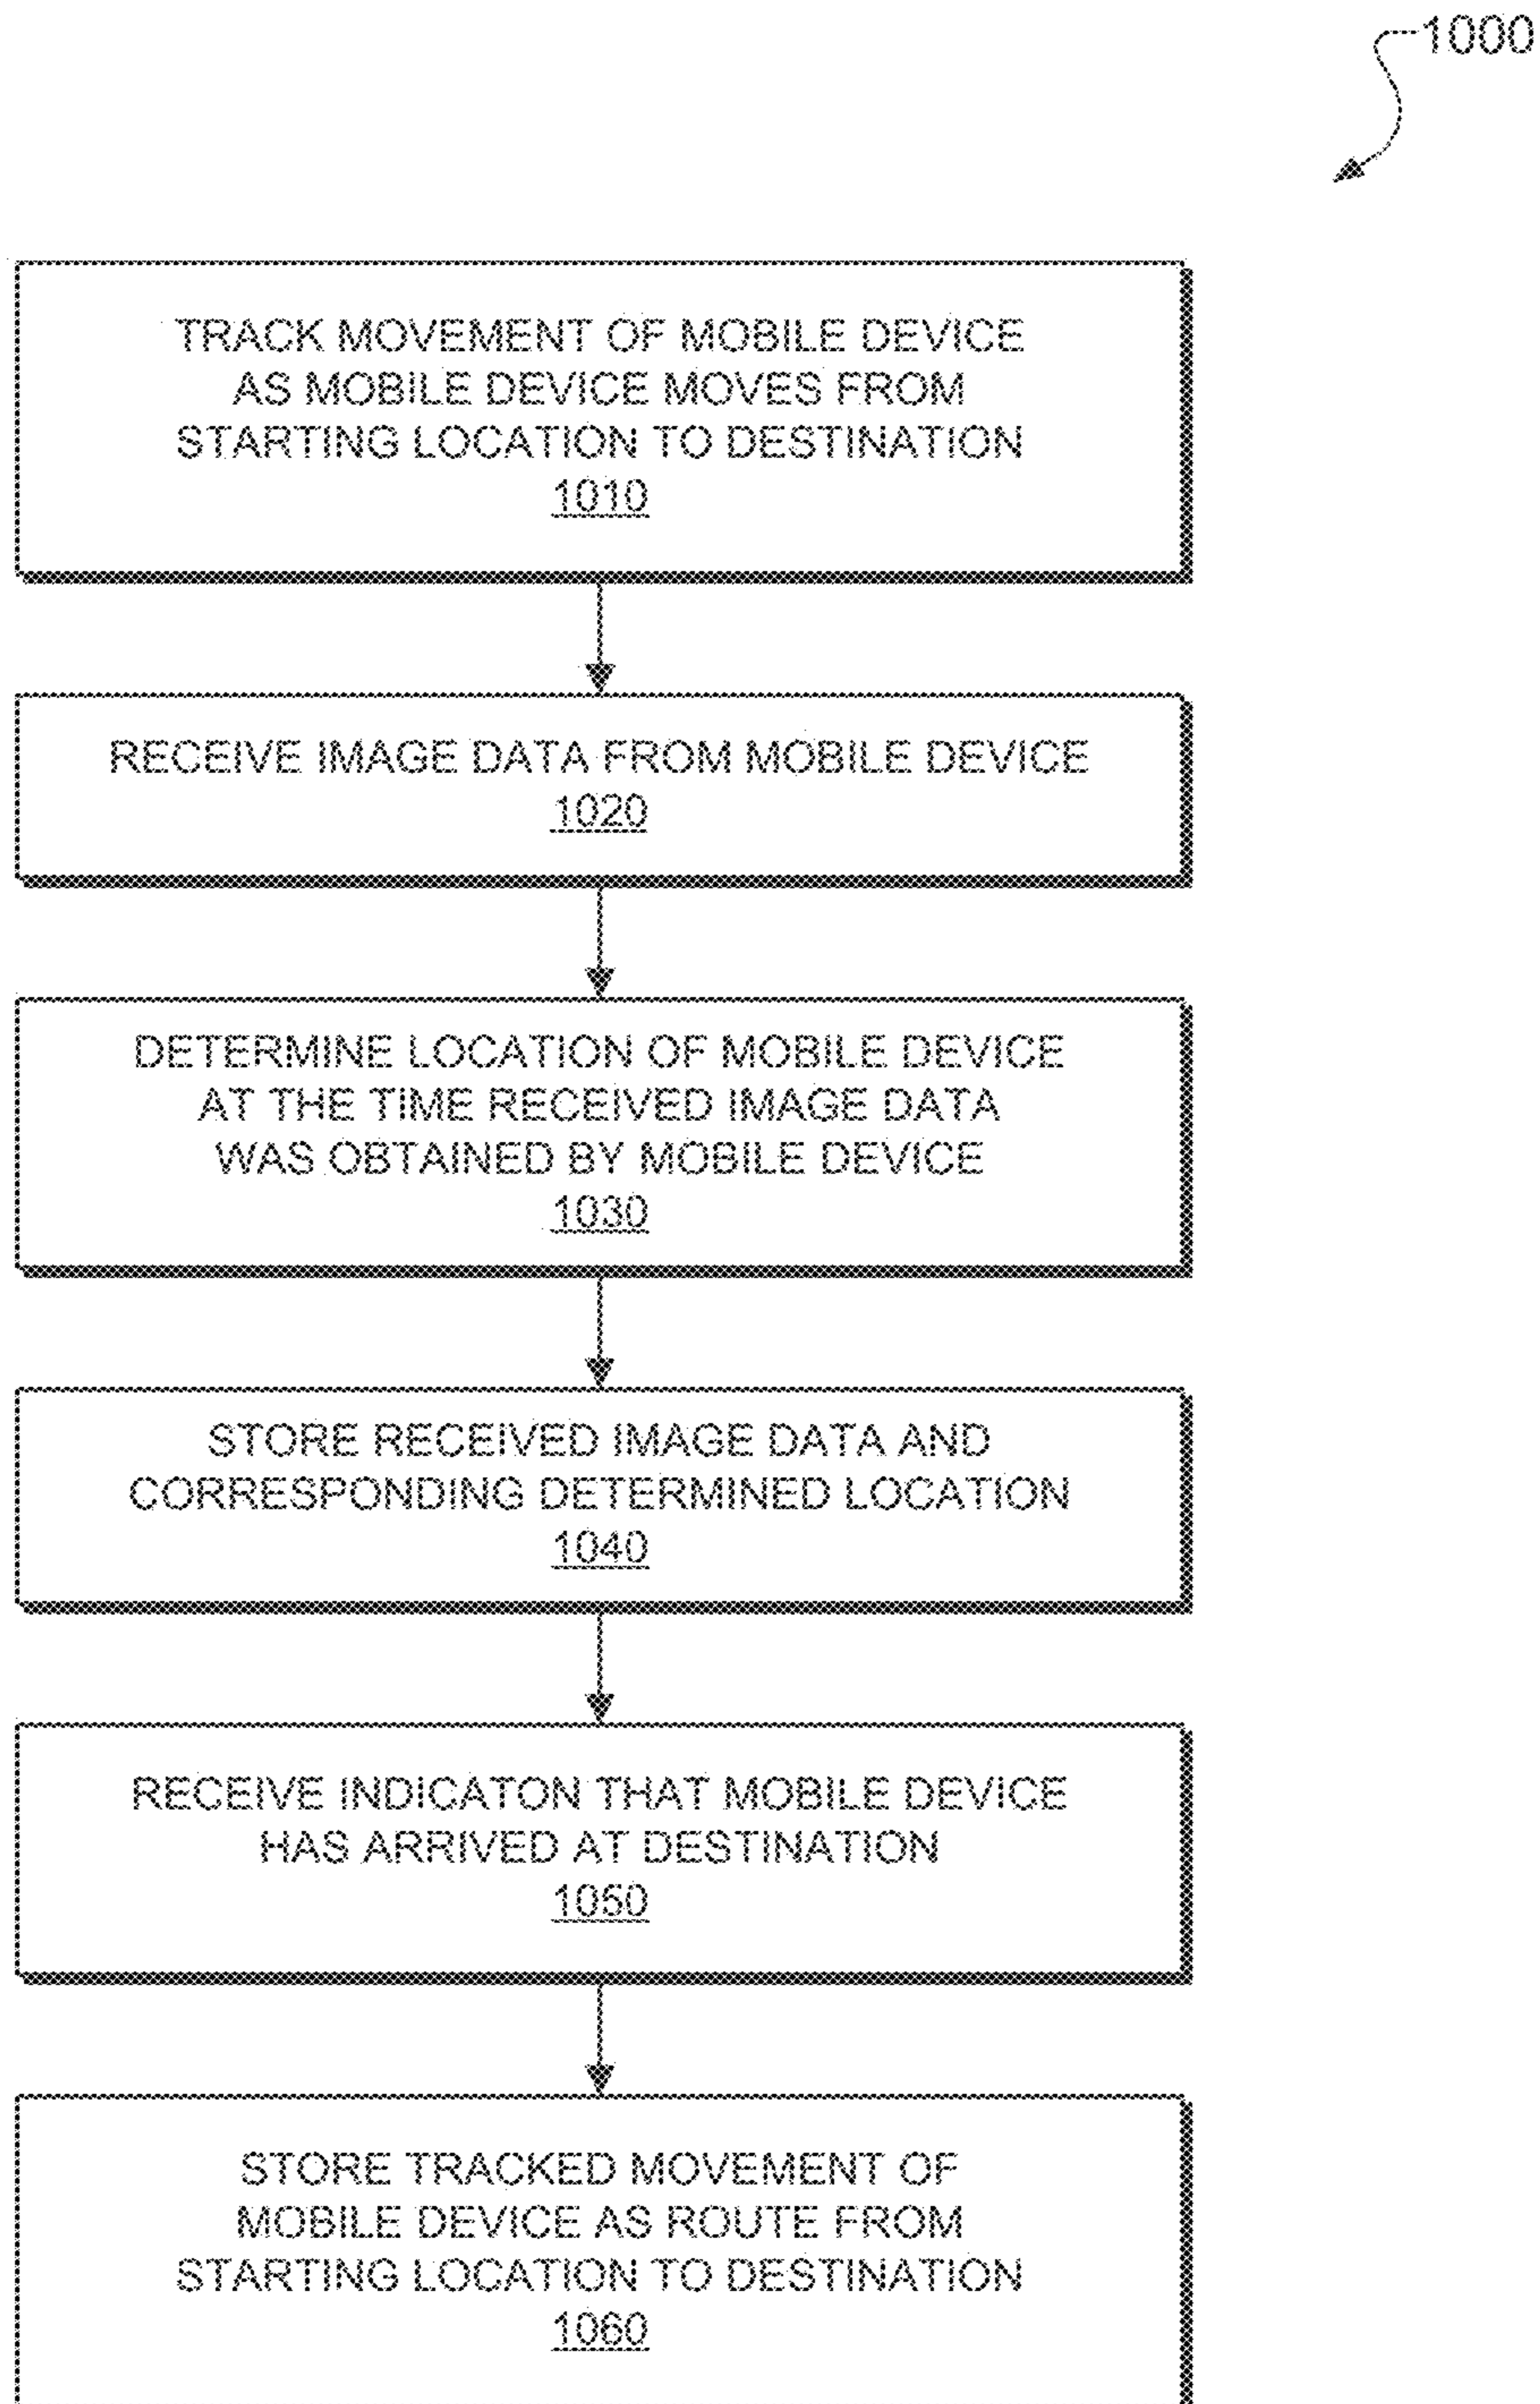 1000
TRACK MOVEMENT OF MOBILE DEVICE
AS MOBILE DEVICE MOVES FROM
STARTING LOCATION TO DESTINATION
1010
RECEIVE IMAGE DATA FROM MOBILE DEVICE
1020
DETERMINE LOCATION OF MOBILE DEVICE
AT THE TIME RECEIVED IMAGE DATA
WAS OBTAINED BY MOBILE DEVICE
1030
STORE RECEIVED IMAGE DATA AND
CORRESPONDING DETERMINED LOCATION
1040
RECEIVE INDICATON THAT MOBILE DEVICE
HAS ARRIVED AT DESTINATION
1050
STORE TRACKED MOVEMENT OF
MOBILE DEVICE AS ROUTE FROM
STARTING LOCATION TO DESTINATION
1060